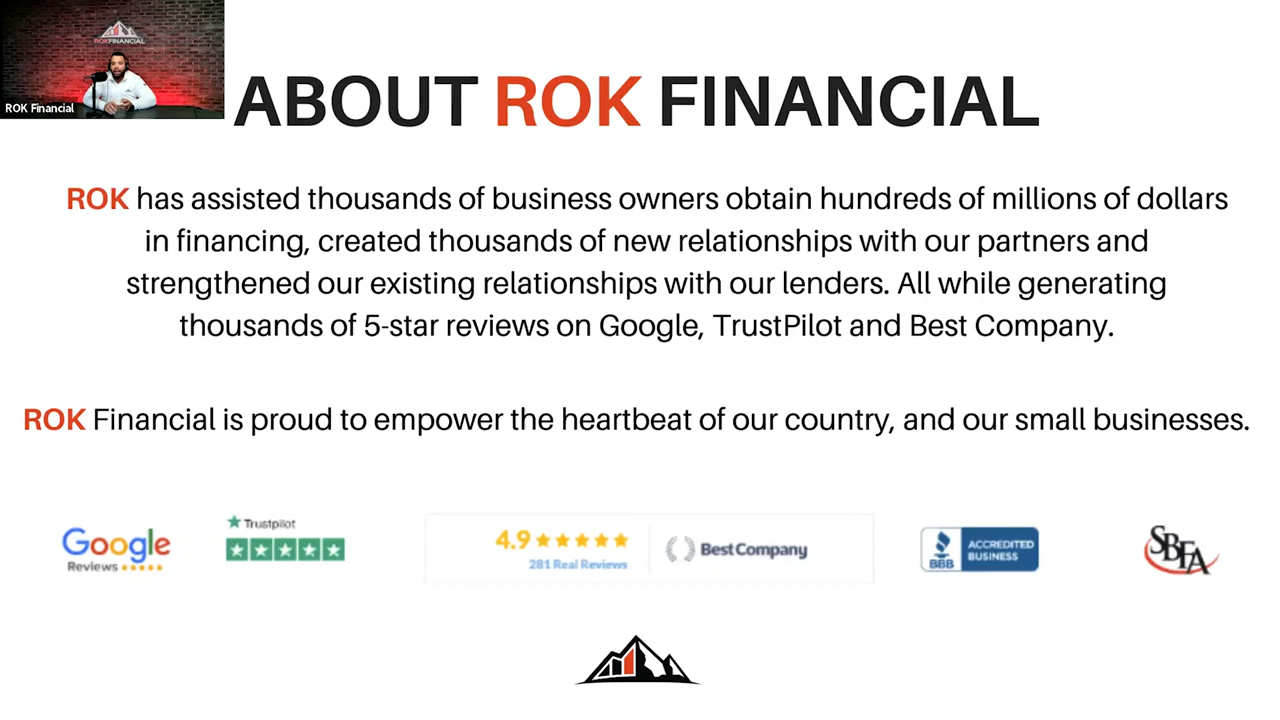 ROKFINANCIAL
ROK Financial
ABOUT ROK FINANCIAL
ROK has assisted thousands of business owners obtain hundreds of millions of dollars
in financing, created thousands of new relationships with our partners and
strengthened our existing relationships with our lenders. All while generating
thousands of 5-star reviews on Google, TrustPilot and Best Company.
ROK Financial is proud to empower the heartbeat of our country, and our small businesses.
Google
Reviews
Trustpilot
4.9
281 Real Reviews
BestCompany
BBB
ACCREDITED
BUSINESS
SBFA